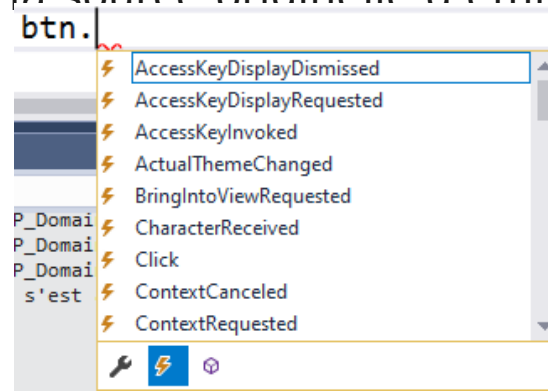 btn.
AccessKeyDisplayDismissed
AccessKeyDisplayRequested
AccessKeyInvoked
ActualThemeChanged
BringIntoViewRequested
P_Domai
CharacterReceived
P_Domai
Click
P_Domai
s'est
ContextCanceled
ContextRequested